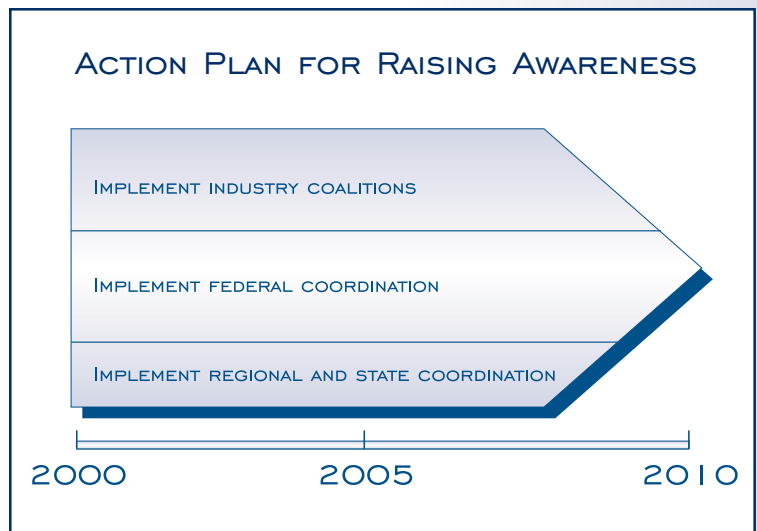 Action Plan for Raising Awareness
Implement industry coalitions
Implement federal coordination
Implement regional and state coordination
2000 2005 2010